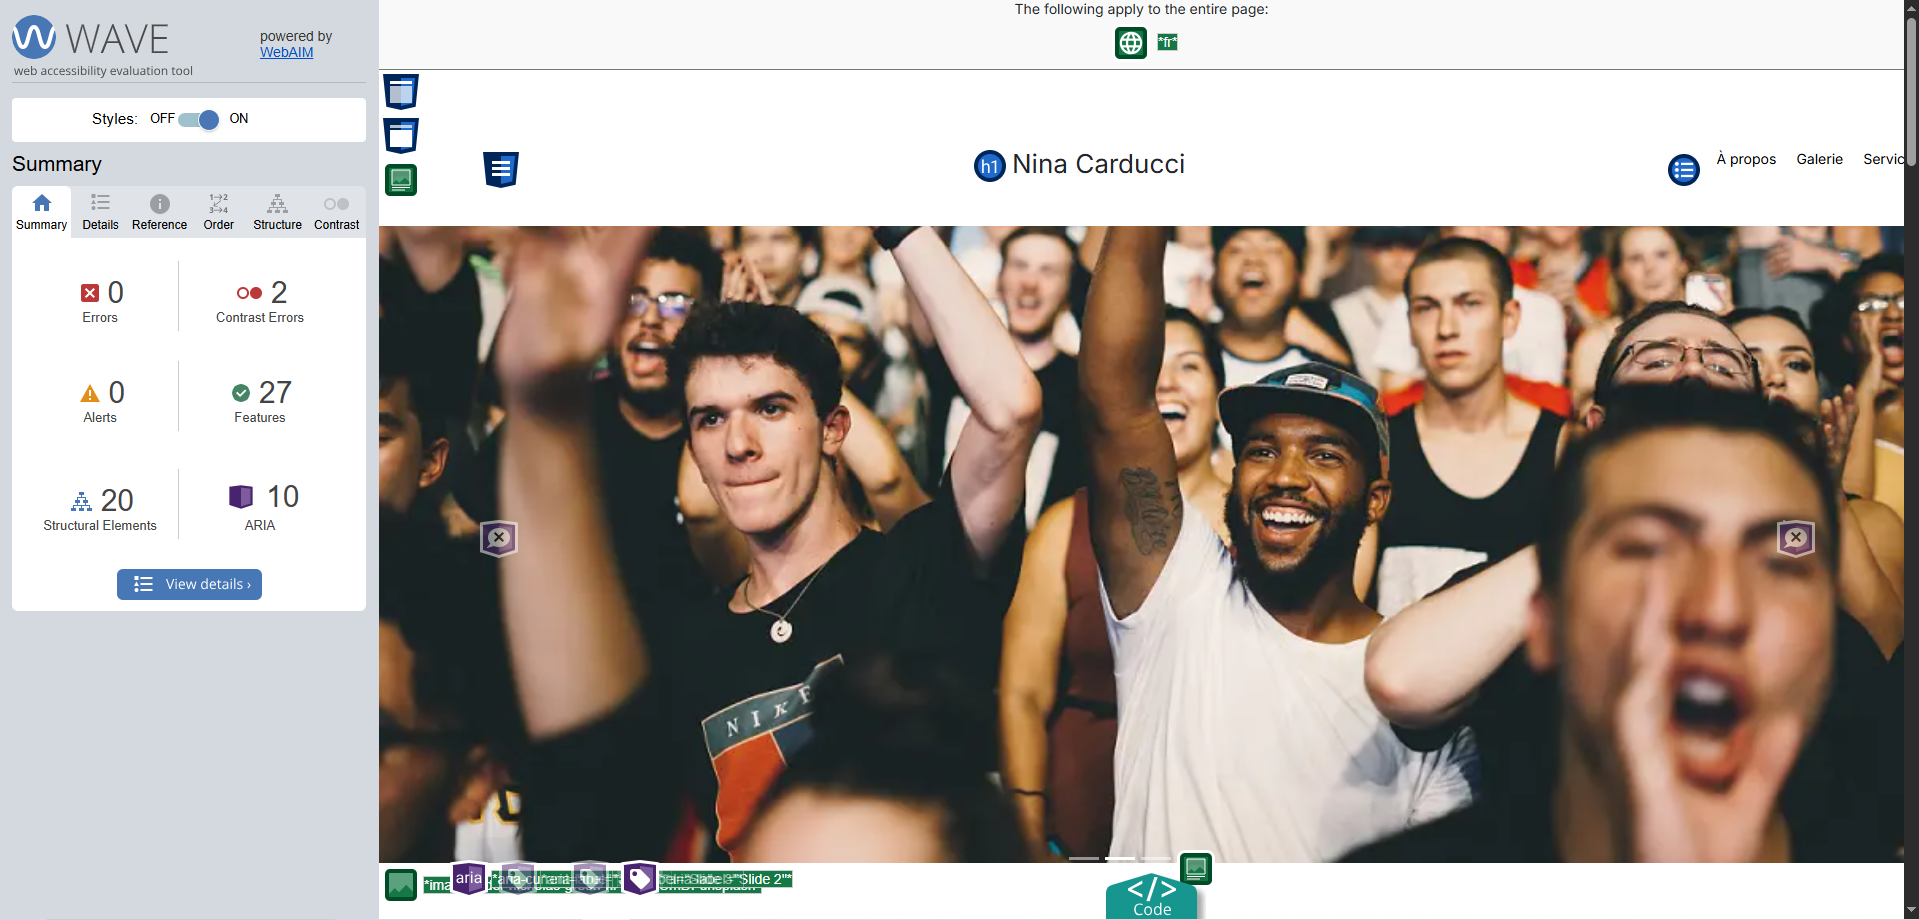 WAVE
web accessibility evaluation tool
powered by
WebAIM
Styles: OFF ON
Summary
Summary Details Reference Order Structure Contrast
0 Errors
2 Contrast Errors
0 Alerts
27 Features
20 Structural Elements
10 ARIA
View details ›
The following apply to the entire page:
*fr*
h1 Nina Carducci
À propos Galerie Servic
NIKE
aria
"Slide 2"*
</> Code